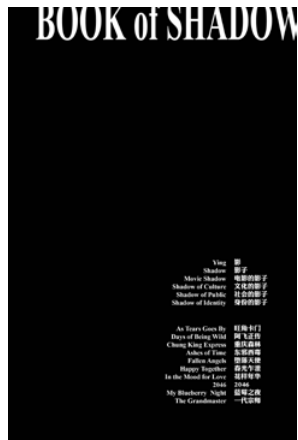 BOOK of SHADOW
Ying 影
Shadow 影子
Movie Shadow 电影的影子
Shadow of Culture 文化的影子
Shadow of Public 社会的影子
Shadow of Identity 身份的影子
As Tears Goes By 旺角卡门
Days of Being Wild 阿飞正传
Chung King Express 重庆森林
Ashes of Time 东邪西毒
Fallen Angels 堕落天使
Happy Together 春光乍泄
In the Mood for Love 花样年华
2046 2046
My Blueberry Night 蓝莓之夜
The Grandmaster 一代宗师